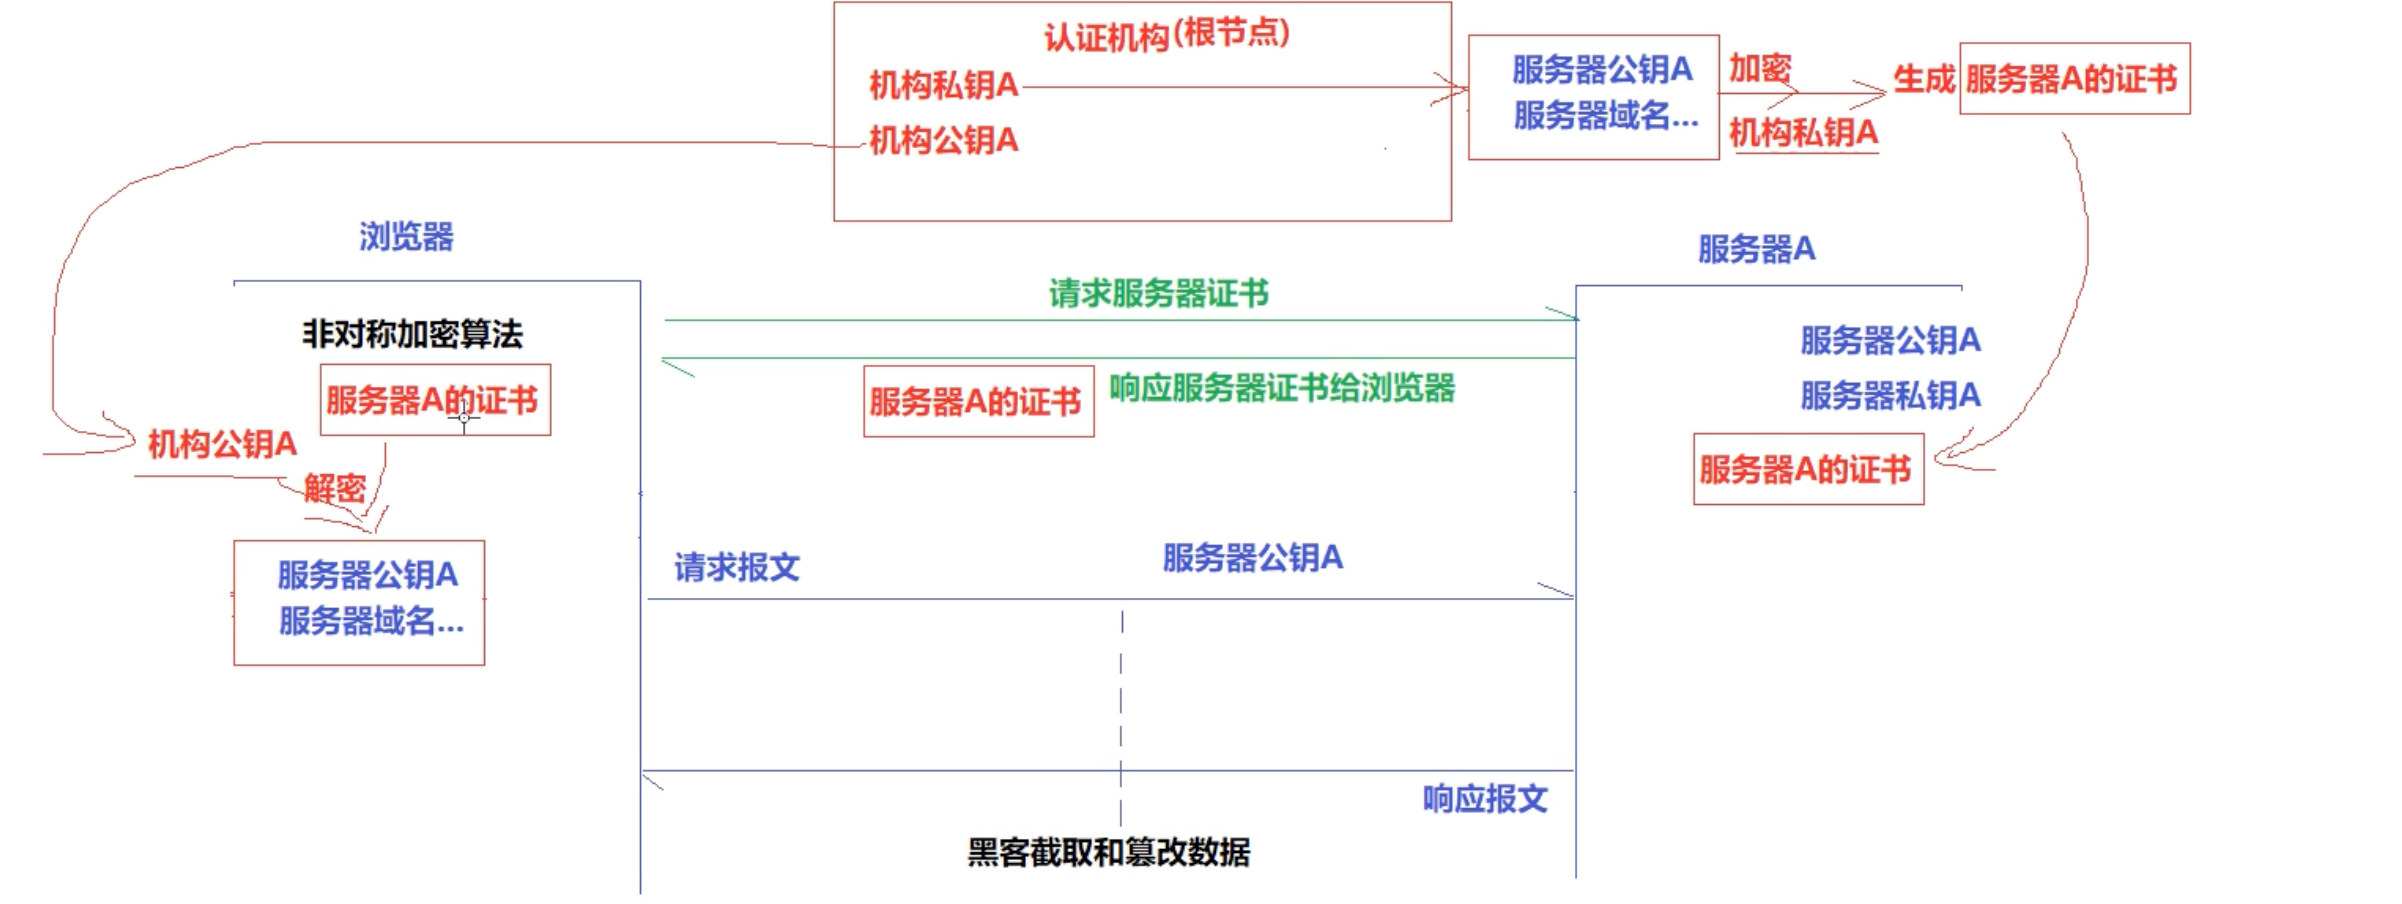 认证机构(根节点)
机构私钥A
机构公钥A
服务器公钥A
服务器域名...
加密
机构私钥A
生成
服务器A的证书
浏览器
服务器A
非对称加密算法
服务器A的证书
机构公钥A
解密
服务器公钥A
服务器域名...
请求服务器证书
服务器A的证书
响应服务器证书给浏览器
服务器公钥A
服务器私钥A
服务器A的证书
请求报文
服务器公钥A
响应报文
黑客截取和篡改数据